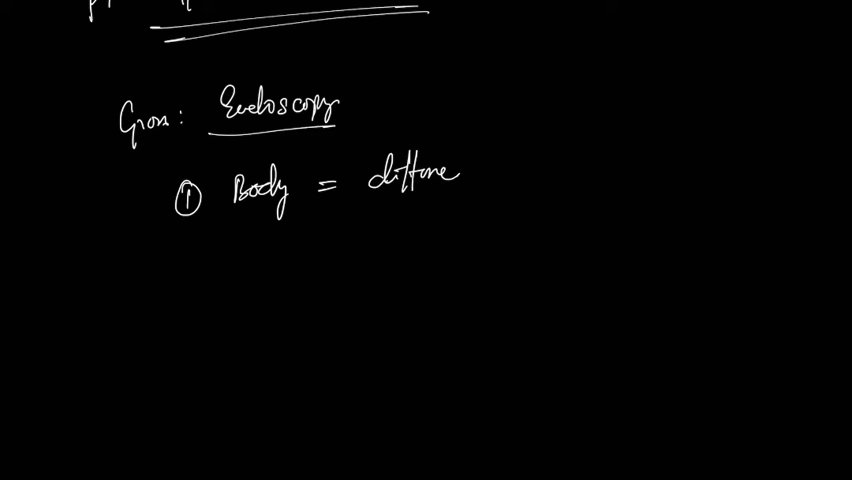 Gross: Endoscopy
① Body = diffuse